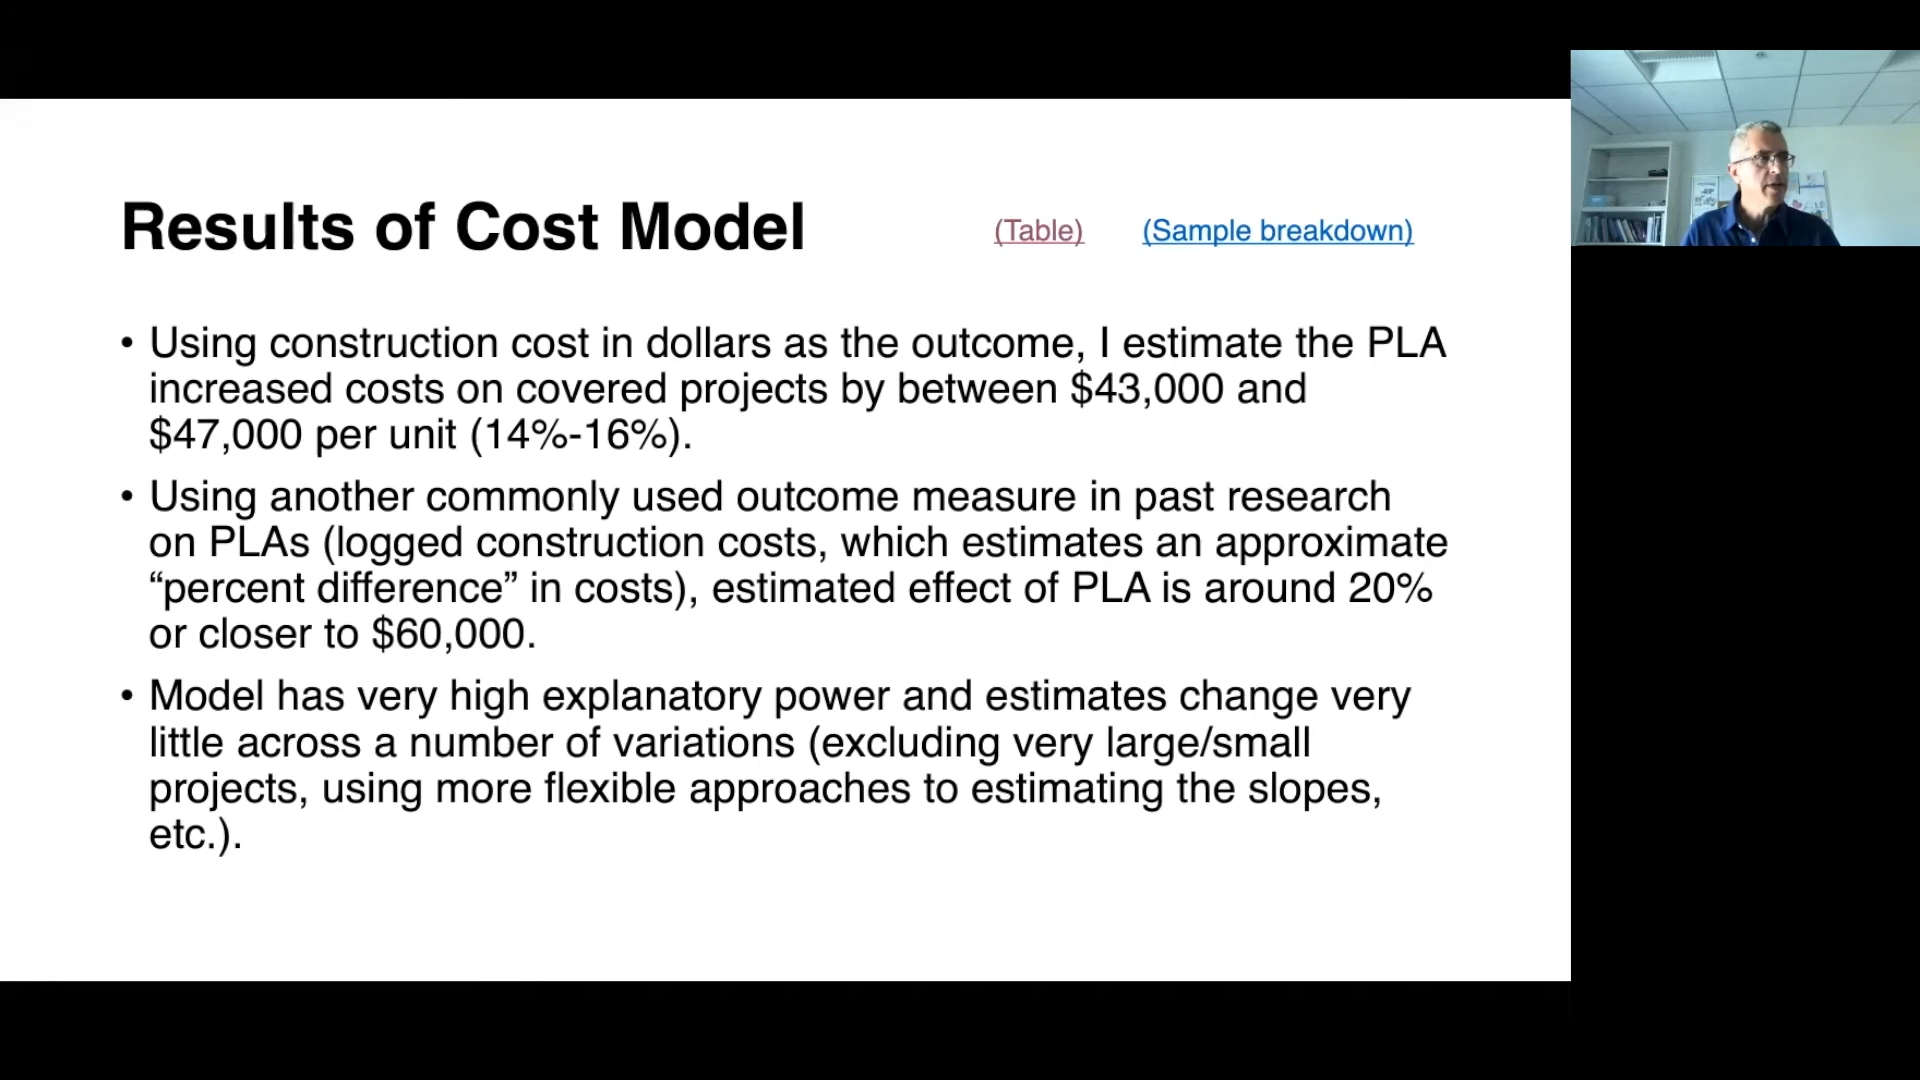 Results of Cost Model
(Table)
(Sample breakdown)
• Using construction cost in dollars as the outcome, I estimate the PLA
increased costs on covered projects by between $43,000 and
$47,000 per unit (14%-16%).
• Using another commonly used outcome measure in past research
on PLAs (logged construction costs, which estimates an approximate
“percent difference” in costs), estimated effect of PLA is around 20%
or closer to $60,000.
• Model has very high explanatory power and estimates change very
little across a number of variations (excluding very large/small
projects, using more flexible approaches to estimating the slopes,
etc.).